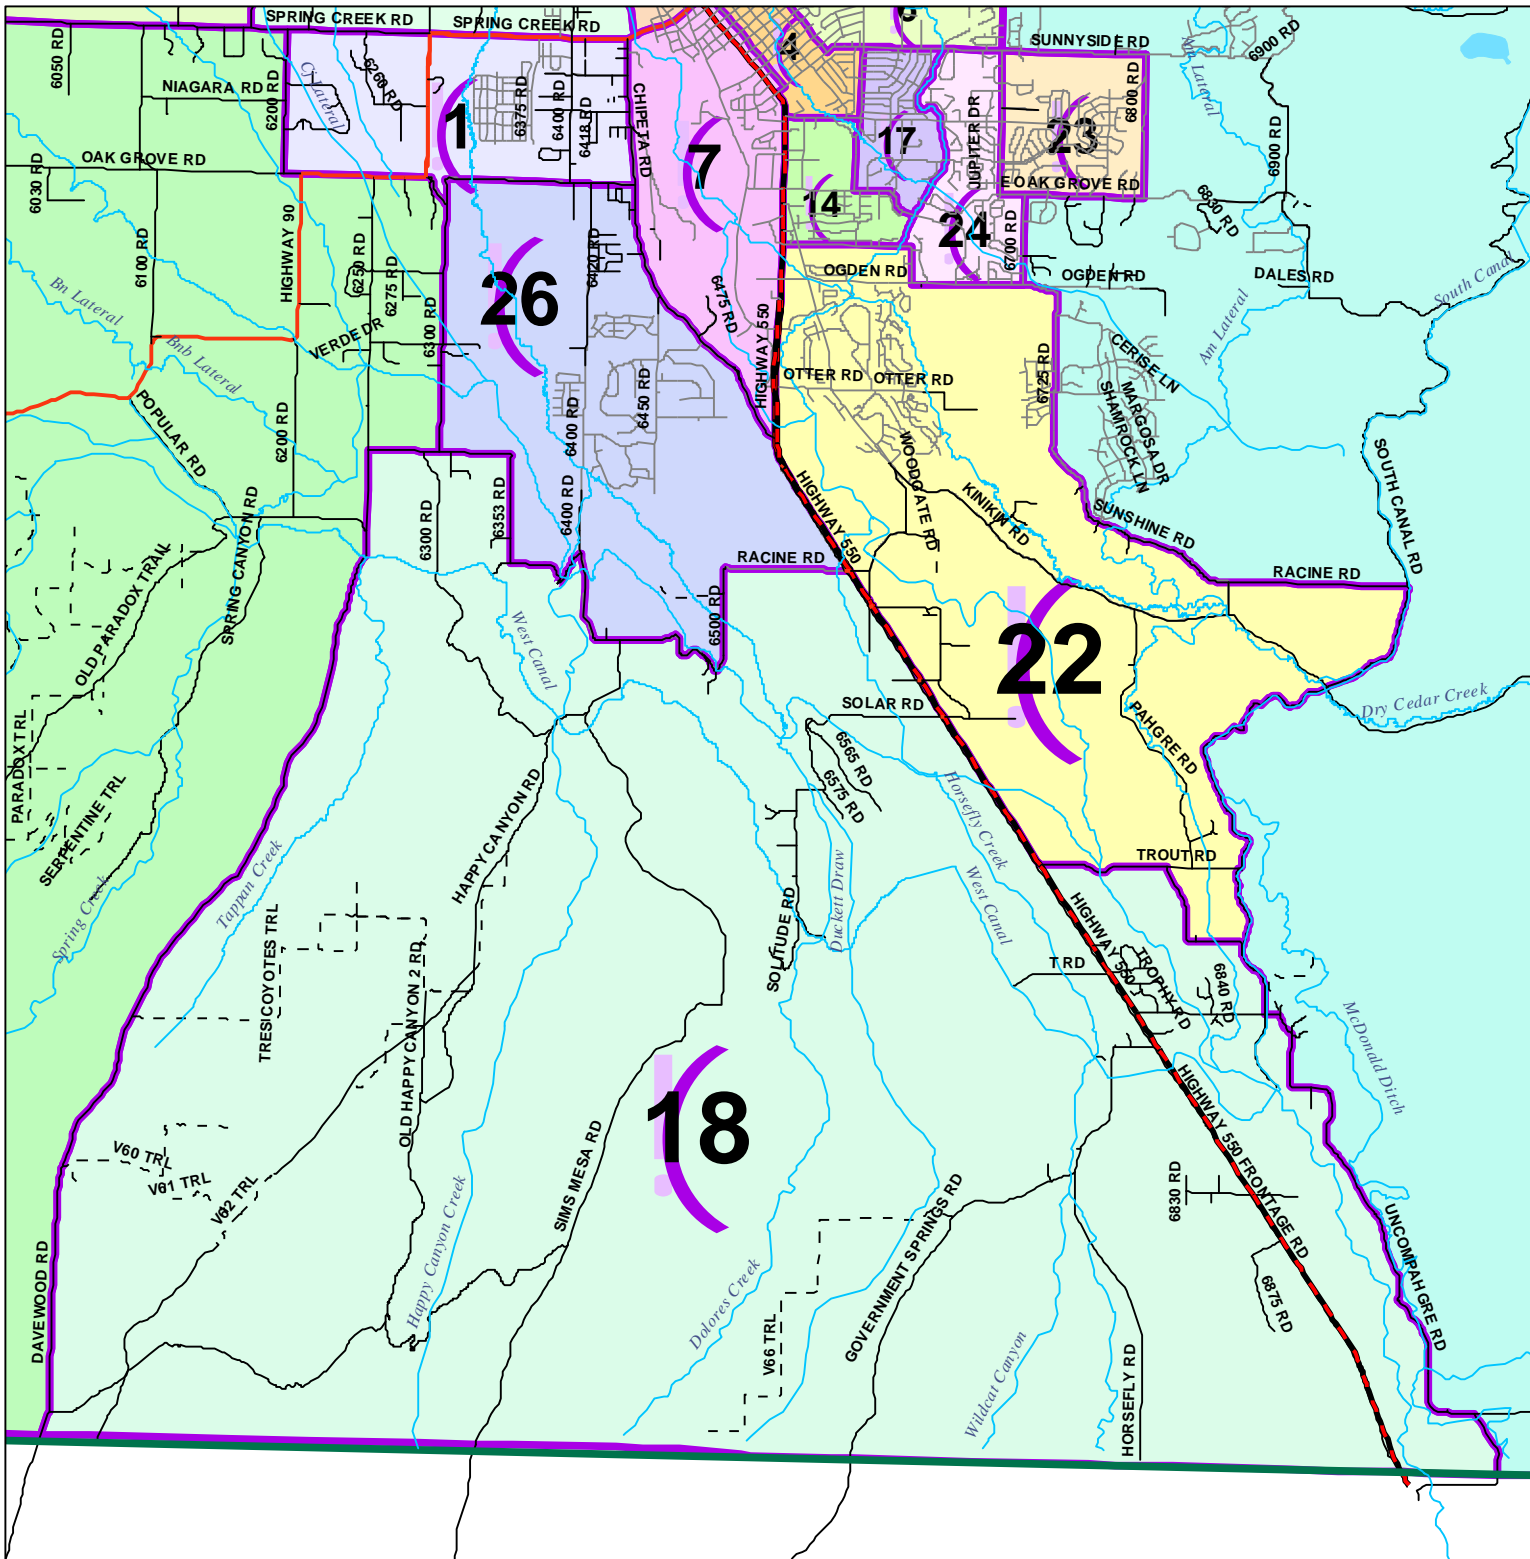 SPRING CREEK RD
SPRING CREEK RD
SUNNYSIDE RD
6900 RD
6050 RD
NIAGARA RD
6200 RD
Cj Lateral
6260 RD
1
6375 RD
6400 RD
6418 RD
CHIPETA RD
7
17
JUPITER DR
23
6800 RD
Am Lateral
6900 RD
OAK GROVE RD
6030 RD
E OAK GROVE RD
14
24
6700 RD
6830 RD
6100 RD
HIGHWAY 90
6250 RD
6275 RD
6300 RD
26
6420 RD
6475 RD
HIGHWAY 550
OGDEN RD
OGDEN RD
DALES RD
South Canal
Bn Lateral
Bnb Lateral
VERDE DR
Am Lateral
CERISE LN
MARGOSA DR
SHAMROCK LN
6725 RD
OTTER RD
OTTER RD
6450 RD
6400 RD
POPULAR RD
6200 RD
WOODGATE RD
KINIKIN RD
SOUTH CANAL RD
SPRING CANYON RD
6300 RD
6353 RD
6400 RD
HIGHWAY 550
SUNSHINE RD
RACINE RD
RACINE RD
OLD PARADOX TRAIL
6500 RD
West Canal
22
SOLAR RD
PAHGRE RD
Dry Cedar Creek
PARADOX TRL
SERPENTINE TRL
6565 RD
6575 RD
HAPPY CANYON RD
Horsefly Creek
TROUT RD
Spring Creek
Tappan Creek
SOLITUDE RD
Duckett Draw
West Canal
HIGHWAY 550
TRES COYOTES TRL
OLD HAPPY CANYON 2 RD
T RD
TROPHY RD
6840 RD
McDonald Ditch
18
HIGHWAY 550 FRONTAGE RD
V60 TRL
V61 TRL
V62 TRL
SIMS MESA RD
6830 RD
GOVERNMENT SPRINGS RD
UNCOMPAHGRE RD
DAVEWOOD RD
Happy Canyon Creek
Dolores Creek
V66 TRL
Wildcat Canyon
HORSEFLY RD
6875 RD